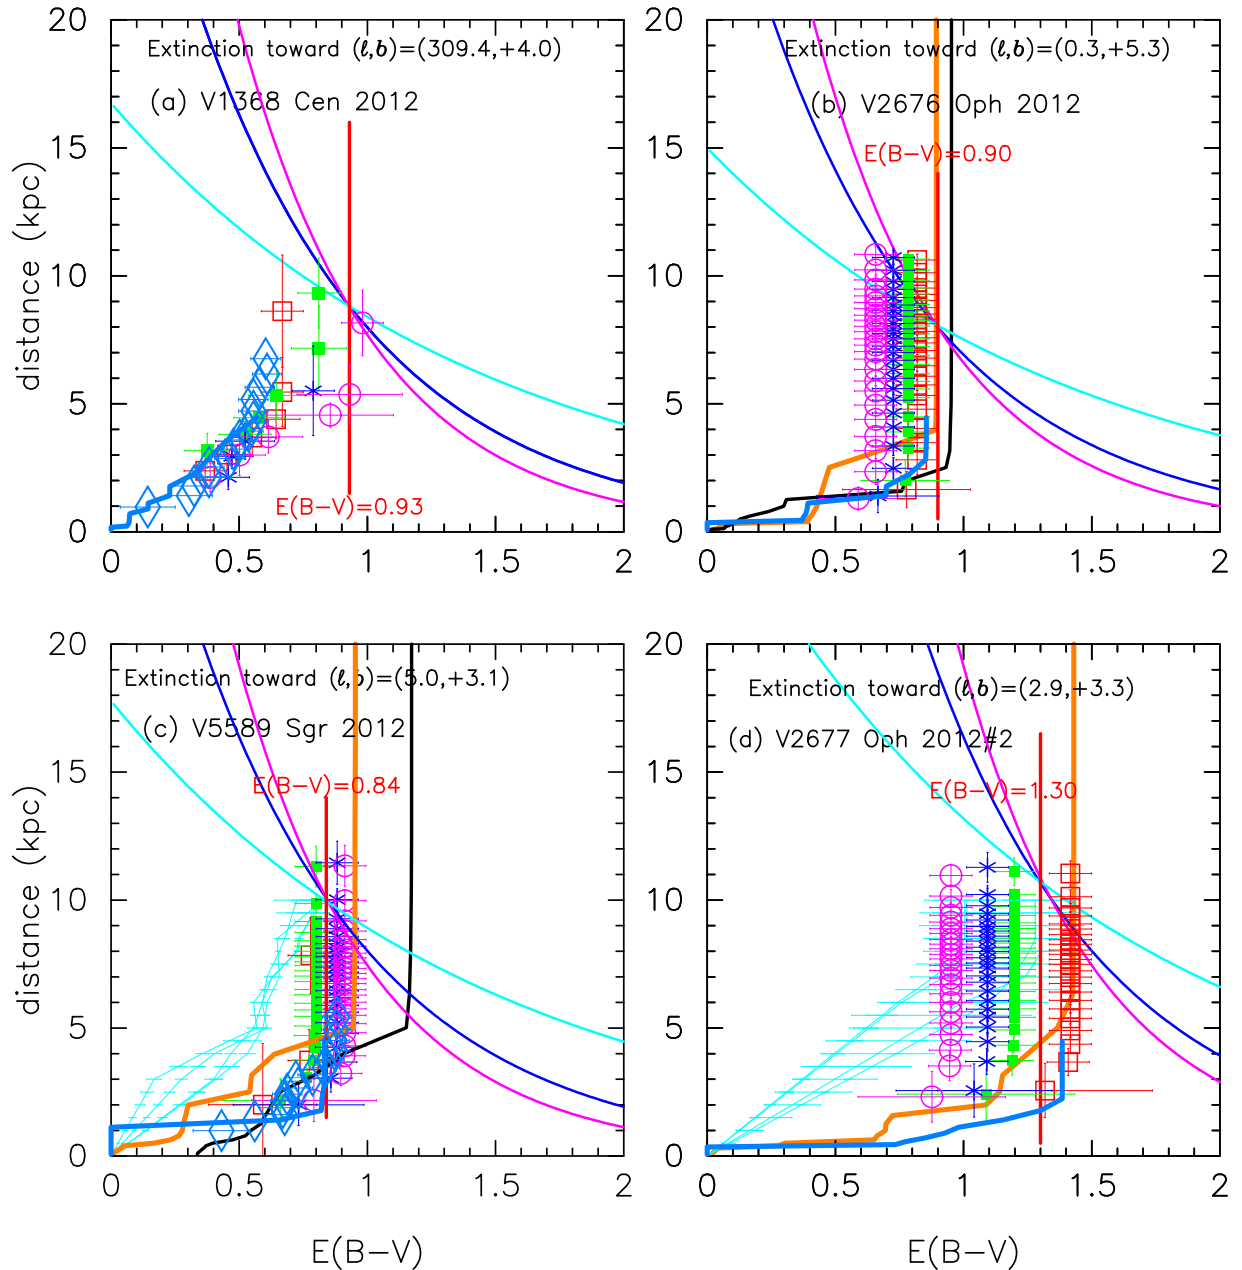 Extinction toward (ℓ,b)=(309.4,+4.0)
(a) V1368 Cen 2012
E(B−V)=0.93
distance (kpc)
20
15
10
5
0
0 0.5 1 1.5 2
Extinction toward (ℓ,b)=(0.3,+5.3)
(b) V2676 Oph 2012
E(B−V)=0.90
20
15
10
5
0
0 0.5 1 1.5 2
Extinction toward (ℓ,b)=(5.0,+3.1)
(c) V5589 Sgr 2012
E(B−V)=0.84
distance (kpc)
20
15
10
5
0
0 0.5 1 1.5 2
E(B−V)
Extinction toward (ℓ,b)=(2.9,+3.3)
(d) V2677 Oph 2012#2
E(B−V)=1.30
20
15
10
5
0
0 0.5 1 1.5 2
E(B−V)